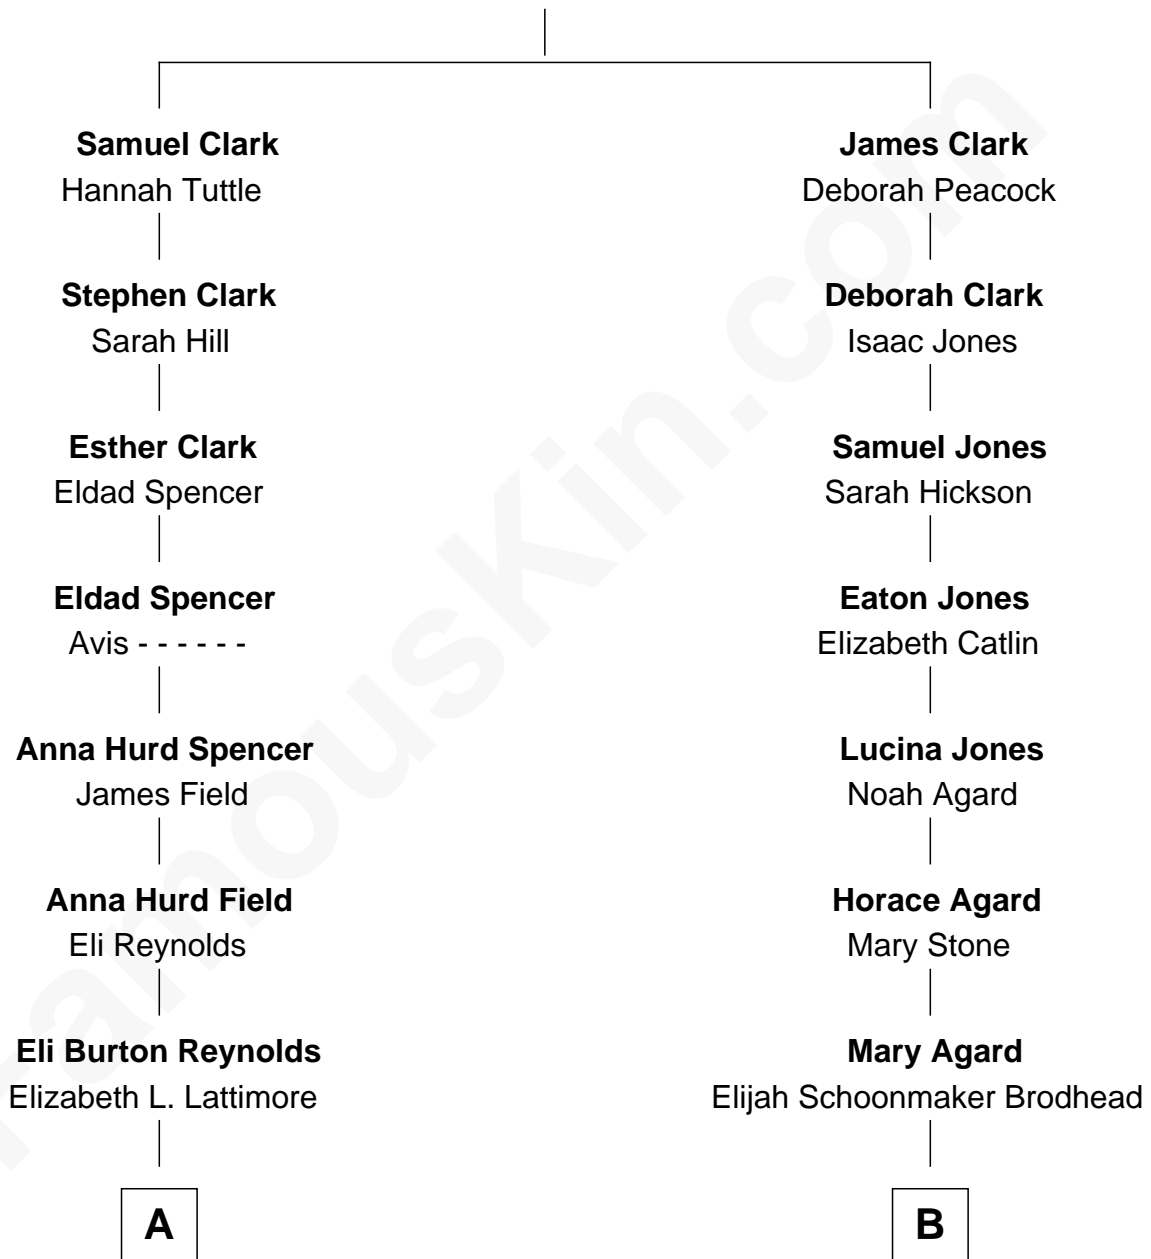 Samuel Clark
Hannah Tuttle
Stephen Clark
Sarah Hill
Esther Clark
Eldad Spencer
Eldad Spencer
Avis - - - - - -
Anna Hurd Spencer
James Field
Anna Hurd Field
Eli Reynolds
Eli Burton Reynolds
Elizabeth L. Lattimore
A
James Clark
Deborah Peacock
Deborah Clark
Isaac Jones
Samuel Jones
Sarah Hickson
Eaton Jones
Elizabeth Catlin
Lucina Jones
Noah Agard
Horace Agard
Mary Stone
Mary Agard
Elijah Schoonmaker Brodhead
B
famousKin.com